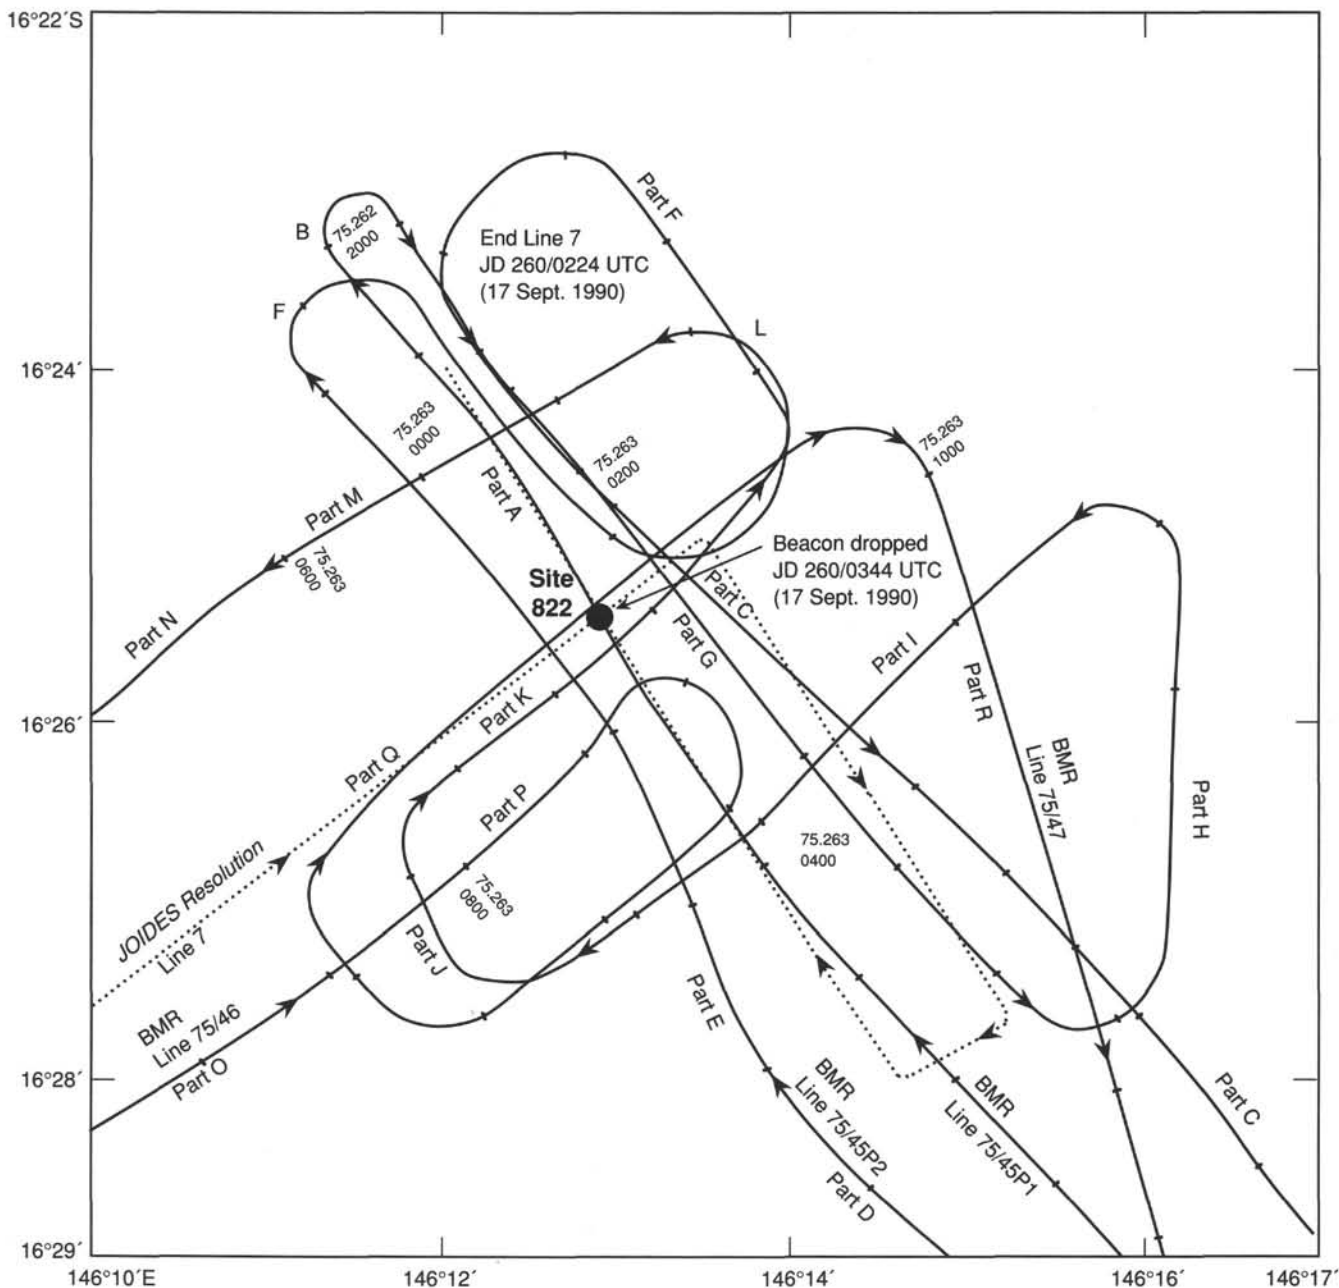 16°22´S
Part F
B
75.262
2000
End Line 7
JD 260/0224 UTC
(17 Sept. 1990)
F
L
16°24´
75.263
0000
75.263
0200
75.263
1000
Part A
Part M
75.263
0600
Beacon dropped
JD 260/0344 UTC
(17 Sept. 1990)
Site
822
Part C
Part N
Part G
Part I
Part R
16°26´
Part K
Part Q
BMR
Line 75/47
Part P
Part H
75.263
0400
JOIDES Resolution
Line 7
75.263
0800
Part J
Part E
BMR
Line 75/46
Part O
16°28´
BMR
Line 75/45P2
BMR
Line 75/45P1
Part C
Part D
16°29´
146°10´E
146°12´
146°14´
146°16´
146°17´